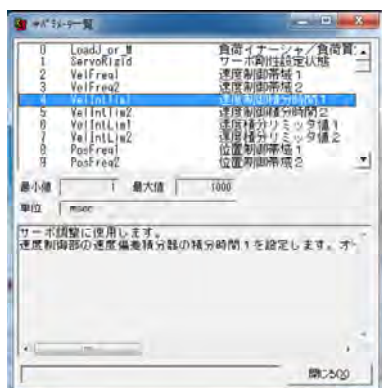 ｻｰﾊﾞﾊﾟﾗﾒｰﾀ一覧
0 LoadJ_or_M 負荷イナーシャ／負荷質
1 ServoRigid サーボ剛性設定状態
2 VelFreq1 速度制御帯域１
3 VelFreq2 速度制御帯域２
4 VelIntTim1 速度制御積分時間１
5 VelIntTim2 速度制御積分時間２
6 VelIntLim1 速度積分リミッタ値１
7 VelIntLim2 速度積分リミッタ値２
8 PosFreq1 位置制御帯域１
9 PosFreq2 位置制御帯域２
最小値 1 最大値 1000
単位 msec
サーボ調整に使用します。
速度制御部の速度偏差積分器の積分時間１を設定します。オ
閉じる(X)